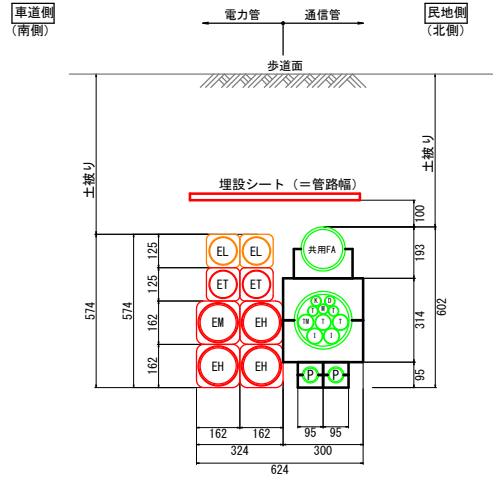 車道側
(南側)
電力管
通信管
民地側
(北側)
歩道面
土被り
土被り
埋設シート (=管路幅)
100
EL
EL
共用FA
125
193
ET
ET
125
574
574
K
D
T
M
T
TM
T
T
I
I
EM
EH
162
314
602
EH
EH
162
P
P
95
162
162
95
95
324
300
624